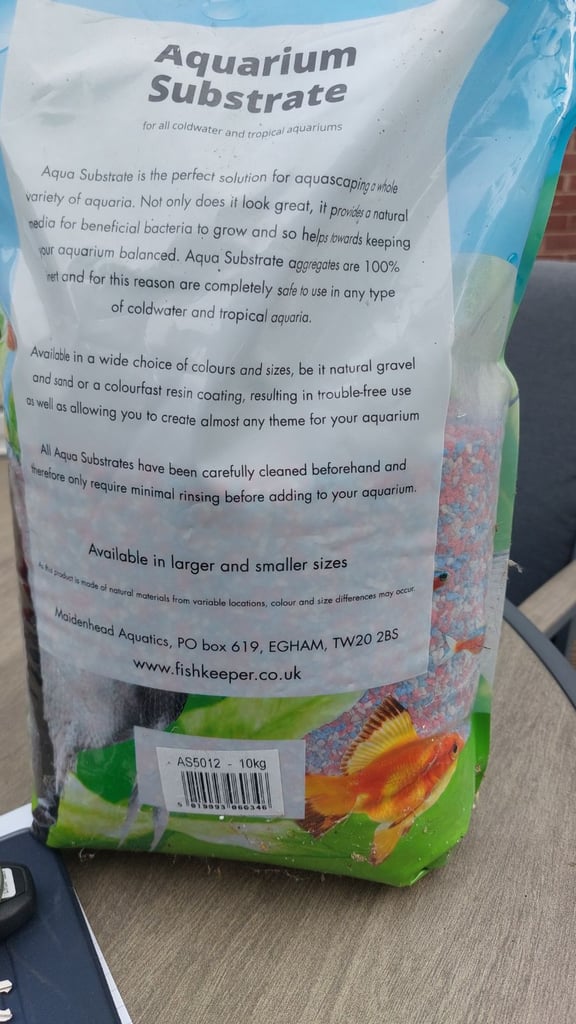 Aquarium
Substrate
for all coldwater and tropical aquariums
Aqua Substrate is the perfect solution for aquascaping a whole
variety of aquaria. Not only does it look great, it provides a natural
media for beneficial bacteria to grow and so helps towards keeping
your aquarium balanced. Aqua Substrate aggregates are 100%
inert and for this reason are completely safe to use in any type
of coldwater and tropical aquaria.
Available in a wide choice of colours and sizes, be it natural gravel
and sand or a colourfast resin coating, resulting in trouble-free use
as well as allowing you to create almost any theme for your aquarium
All Aqua Substrates have been carefully cleaned beforehand and
therefore only require minimal rinsing before adding to your aquarium.
Available in larger and smaller sizes
As this product is made of natural materials from variable locations, colour and size differences may occur.
Maidenhead Aquatics, PO box 619, EGHAM, TW20 2BS
www.fishkeeper.co.uk
AS5012 - 10kg